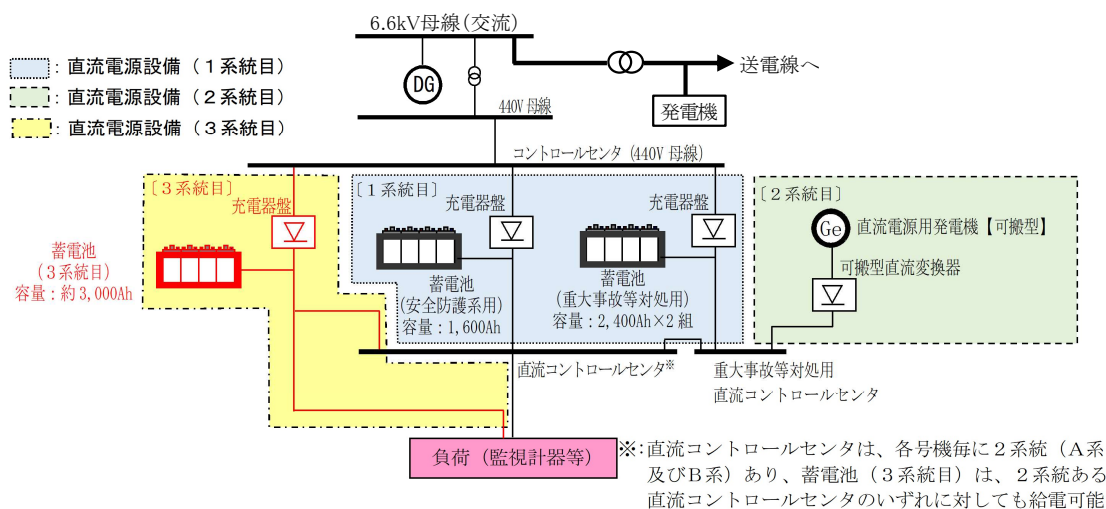 6.6kV母線(交流)
：直流電源設備（１系統目）
：直流電源設備（２系統目）
：直流電源設備（３系統目）
DG
送電線へ
発電機
440V 母線
コントロールセンタ (440V 母線)
〔３系統目〕
〔１系統目〕
〔２系統目〕
充電器盤
充電器盤
Ge
直流電源用発電機【可搬型】
可搬型直流変換器
蓄電池
(３系統目)
容量：約3,000Ah
蓄電池
(安全防護系用)
容量：1,600Ah
蓄電池
(重大事故等対処用)
容量：2,400Ah×2 組
直流コントロールセンタ※
重大事故等対処用
直流コントロールセンタ
負荷（監視計器等）
※:直流コントロールセンタは、各号機毎に２系統（Ａ系
及びＢ系）あり、蓄電池（３系統目）は、２系統ある
直流コントロールセンタのいずれに対しても給電可能